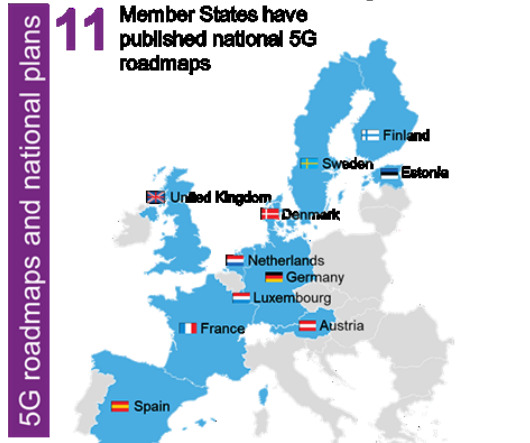 5G roadmaps and national plans
11
Member States have
published national 5G
roadmaps
Finland
Sweden
Estonia
United Kingdom
Denmark
Netherlands
Germany
Luxembourg
France
Austria
Spain